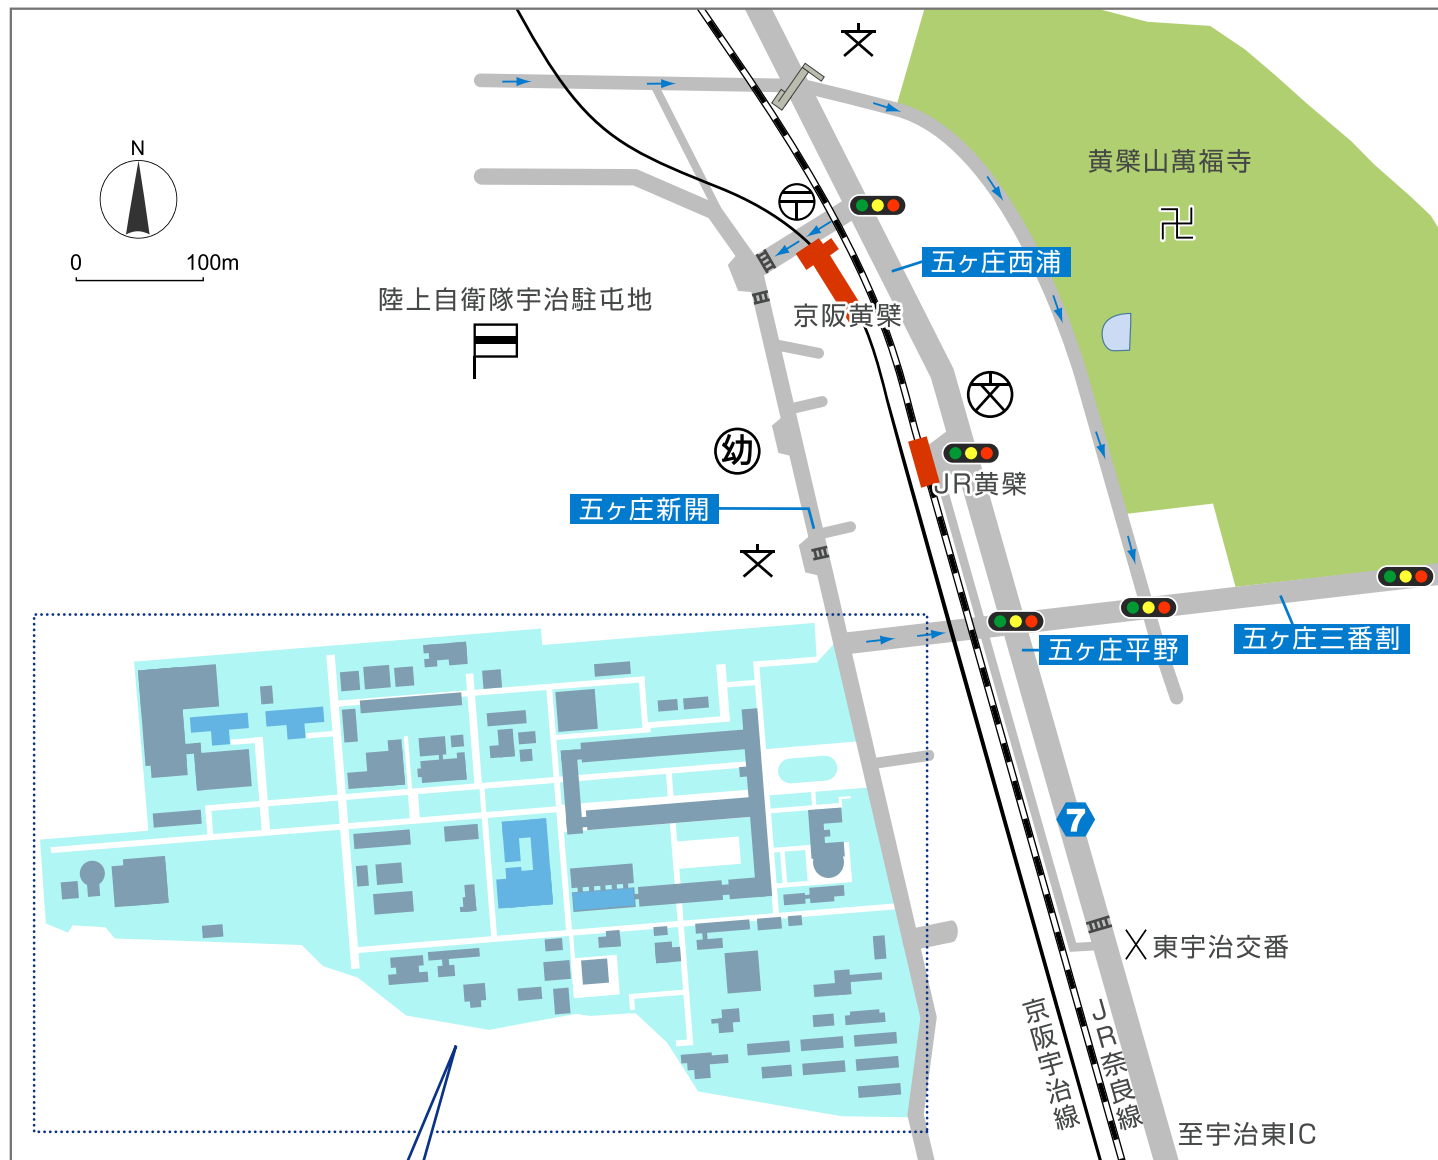 N
0 100m
黄檗山萬福寺
五ヶ庄西浦
陸上自衛隊宇治駐屯地
京阪黄檗
幼
JR黄檗
五ヶ庄新開
五ヶ庄平野
五ヶ庄三番割
7
東宇治交番
京阪宇治線
JR奈良線
至宇治東IC